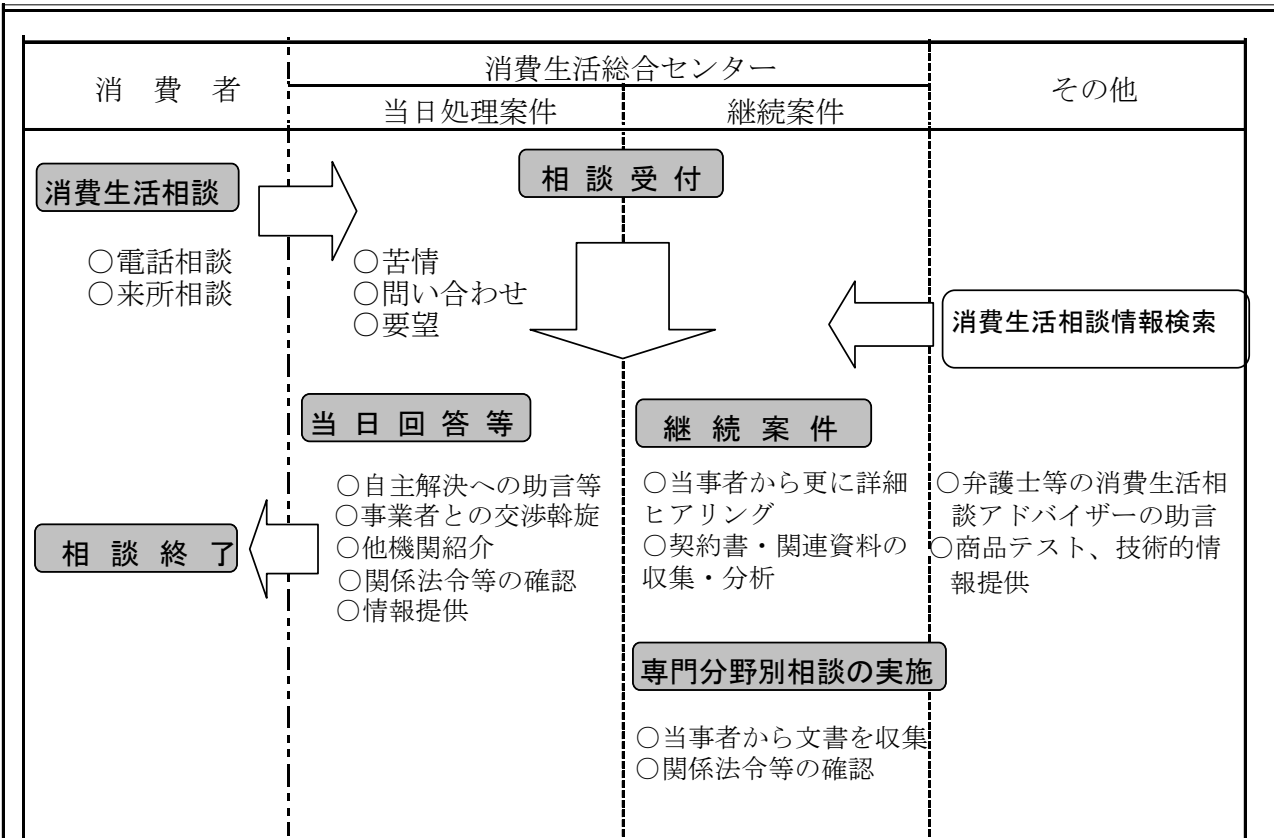 消費者
消費生活総合センター
その他
当日処理案件
継続案件
消費生活相談
○電話相談
○来所相談
相談受付
○苦情
○問い合わせ
○要望
消費生活相談情報検索
当日回答等
○自主解決への助言等
○事業者との交渉斡旋
○他機関紹介
○関係法令等の確認
○情報提供
相談終了
継続案件
○当事者から更に詳細
ヒアリング
○契約書・関連資料の
収集・分析
○弁護士等の消費生活相
談アドバイザーの助言
○商品テスト、技術的情
報提供
専門分野別相談の実施
○当事者から文書を収集
○関係法令等の確認